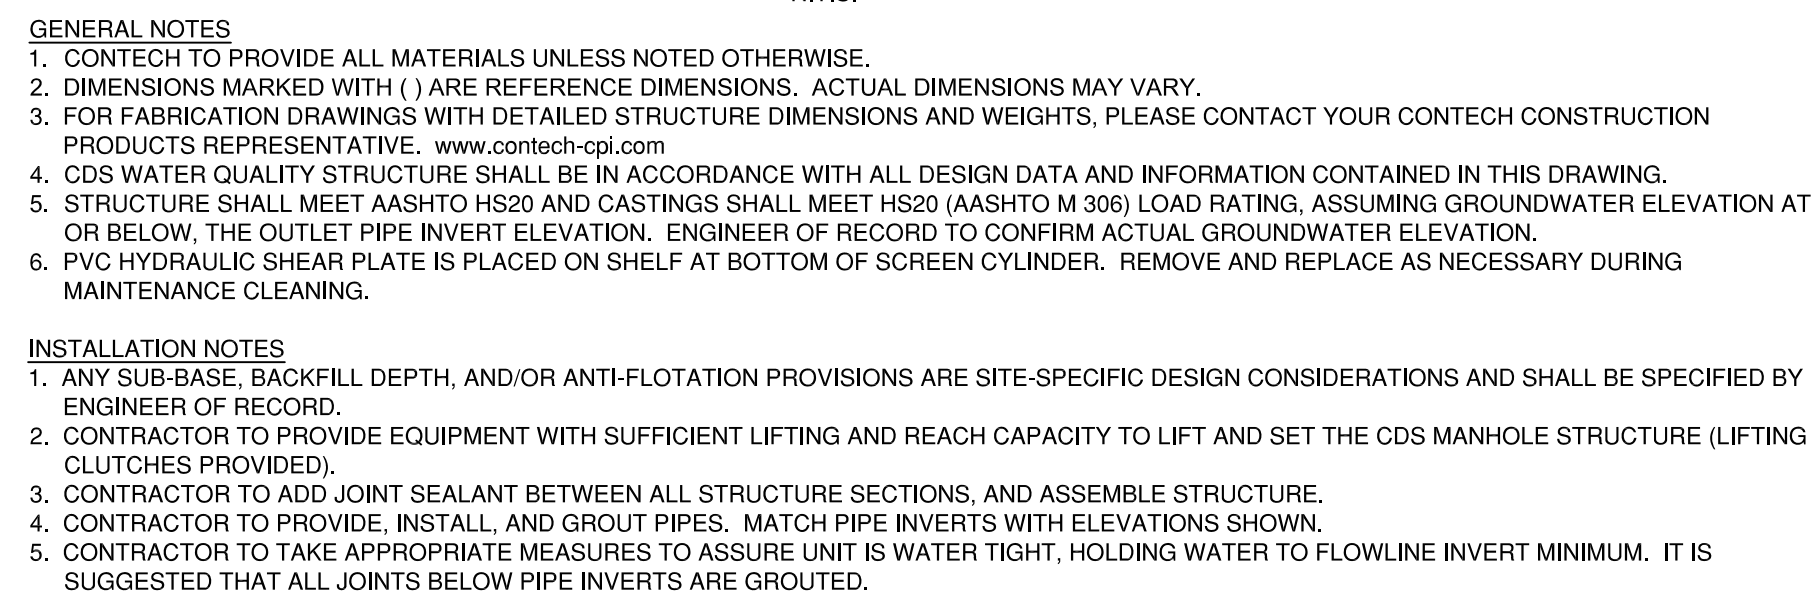 GENERAL NOTES
1. CONTECH TO PROVIDE ALL MATERIALS UNLESS NOTED OTHERWISE.
2. DIMENSIONS MARKED WITH ( ) ARE REFERENCE DIMENSIONS. ACTUAL DIMENSIONS MAY VARY.
3. FOR FABRICATION DRAWINGS WITH DETAILED STRUCTURE DIMENSIONS AND WEIGHTS, PLEASE CONTACT YOUR CONTECH CONSTRUCTION
PRODUCTS REPRESENTATIVE. www.contech-cpi.com
4. CDS WATER QUALITY STRUCTURE SHALL BE IN ACCORDANCE WITH ALL DESIGN DATA AND INFORMATION CONTAINED IN THIS DRAWING.
5. STRUCTURE SHALL MEET AASHTO HS20 AND CASTINGS SHALL MEET HS20 (AASHTO M 306) LOAD RATING, ASSUMING GROUNDWATER ELEVATION AT
OR BELOW, THE OUTLET PIPE INVERT ELEVATION. ENGINEER OF RECORD TO CONFIRM ACTUAL GROUNDWATER ELEVATION.
6. PVC HYDRAULIC SHEAR PLATE IS PLACED ON SHELF AT BOTTOM OF SCREEN CYLINDER. REMOVE AND REPLACE AS NECESSARY DURING
MAINTENANCE CLEANING.
INSTALLATION NOTES
1. ANY SUB-BASE, BACKFILL DEPTH, AND/OR ANTI-FLOTATION PROVISIONS ARE SITE-SPECIFIC DESIGN CONSIDERATIONS AND SHALL BE SPECIFIED BY
ENGINEER OF RECORD.
2. CONTRACTOR TO PROVIDE EQUIPMENT WITH SUFFICIENT LIFTING AND REACH CAPACITY TO LIFT AND SET THE CDS MANHOLE STRUCTURE (LIFTING
CLUTCHES PROVIDED).
3. CONTRACTOR TO ADD JOINT SEALANT BETWEEN ALL STRUCTURE SECTIONS, AND ASSEMBLE STRUCTURE.
4. CONTRACTOR TO PROVIDE, INSTALL, AND GROUT PIPES. MATCH PIPE INVERTS WITH ELEVATIONS SHOWN.
5. CONTRACTOR TO TAKE APPROPRIATE MEASURES TO ASSURE UNIT IS WATER TIGHT, HOLDING WATER TO FLOWLINE INVERT MINIMUM. IT IS
SUGGESTED THAT ALL JOINTS BELOW PIPE INVERTS ARE GROUTED.